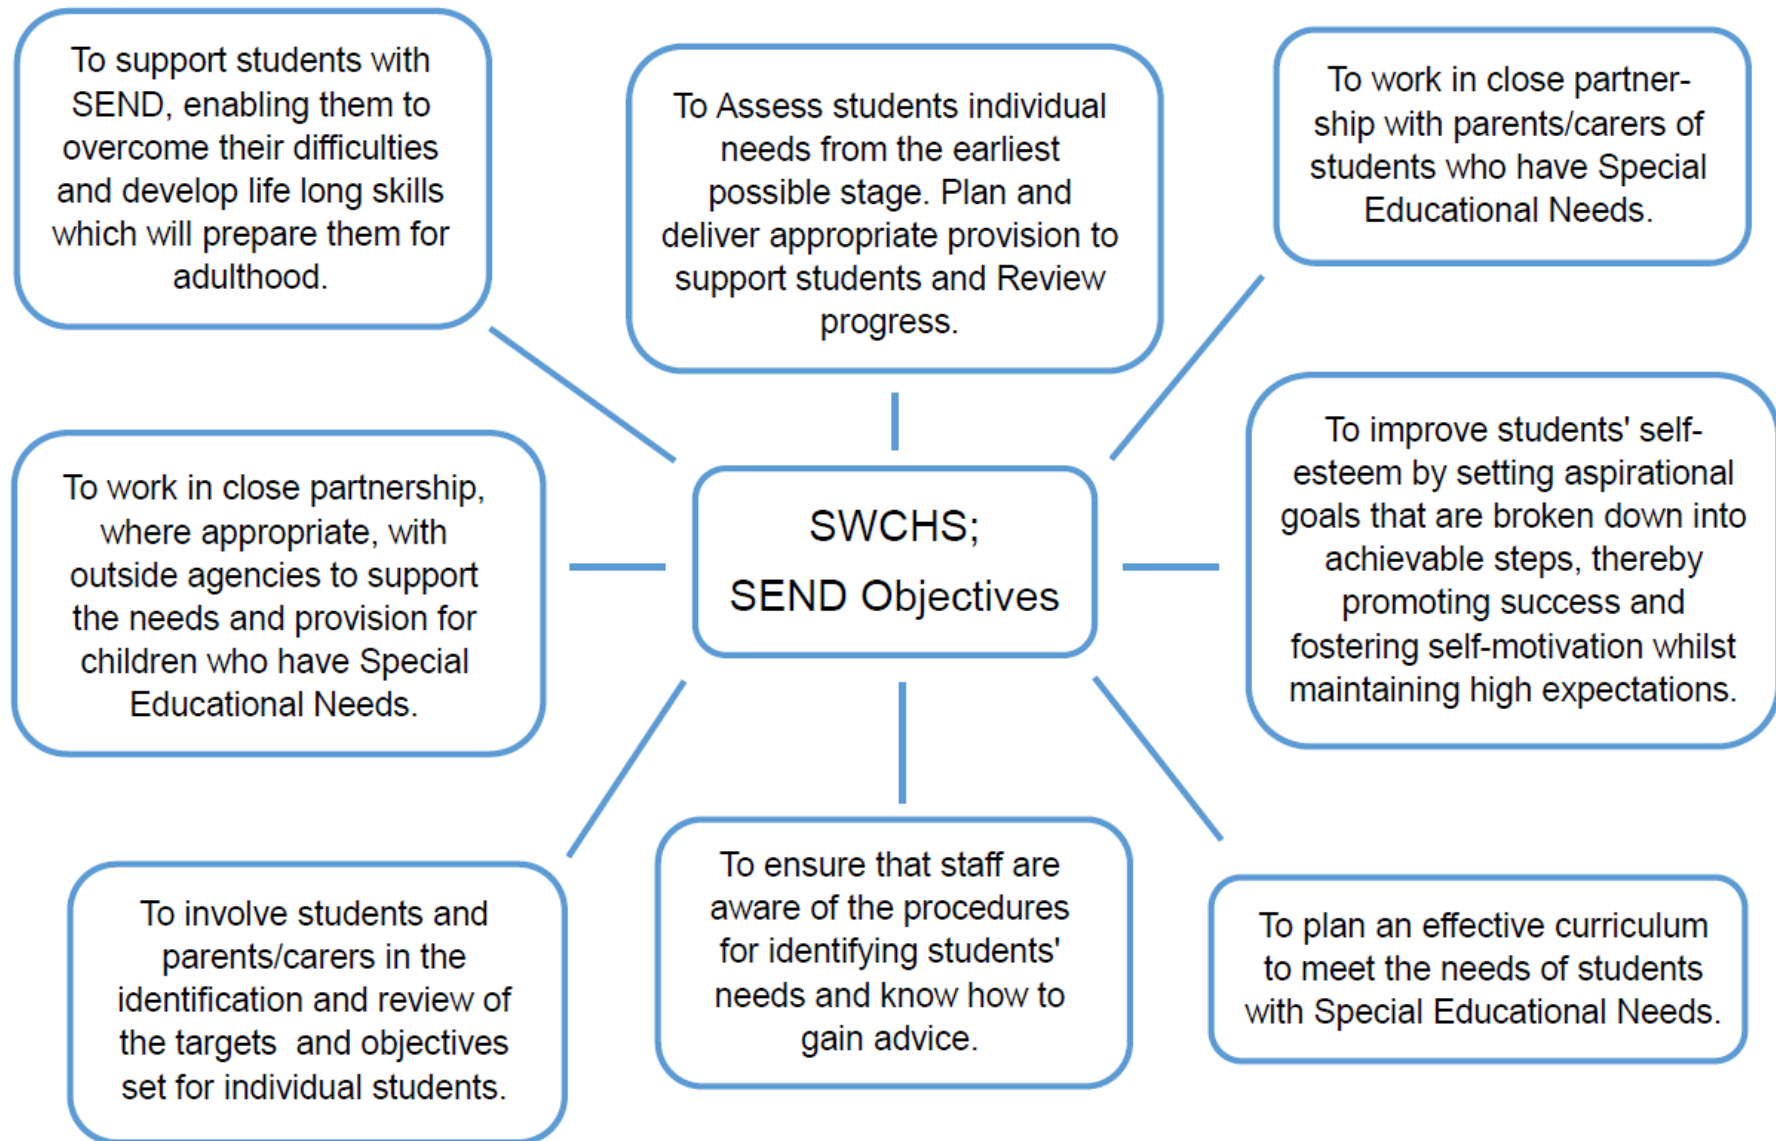 To support students with
SEND, enabling them to
overcome their difficulties
and develop life long skills
which will prepare them for
adulthood.
To Assess students individual
needs from the earliest
possible stage. Plan and
deliver appropriate provision to
support students and Review
progress.
To work in close partner-
ship with parents/carers of
students who have Special
Educational Needs.
To work in close partnership,
where appropriate, with
outside agencies to support
the needs and provision for
children who have Special
Educational Needs.
SWCHS;
SEND Objectives
To improve students' self-
esteem by setting aspirational
goals that are broken down into
achievable steps, thereby
promoting success and
fostering self-motivation whilst
maintaining high expectations.
To involve students and
parents/carers in the
identification and review of
the targets  and objectives
set for individual students.
To ensure that staff are
aware of the procedures
for identifying students'
needs and know how to
gain advice.
To plan an effective curriculum
to meet the needs of students
with Special Educational Needs.